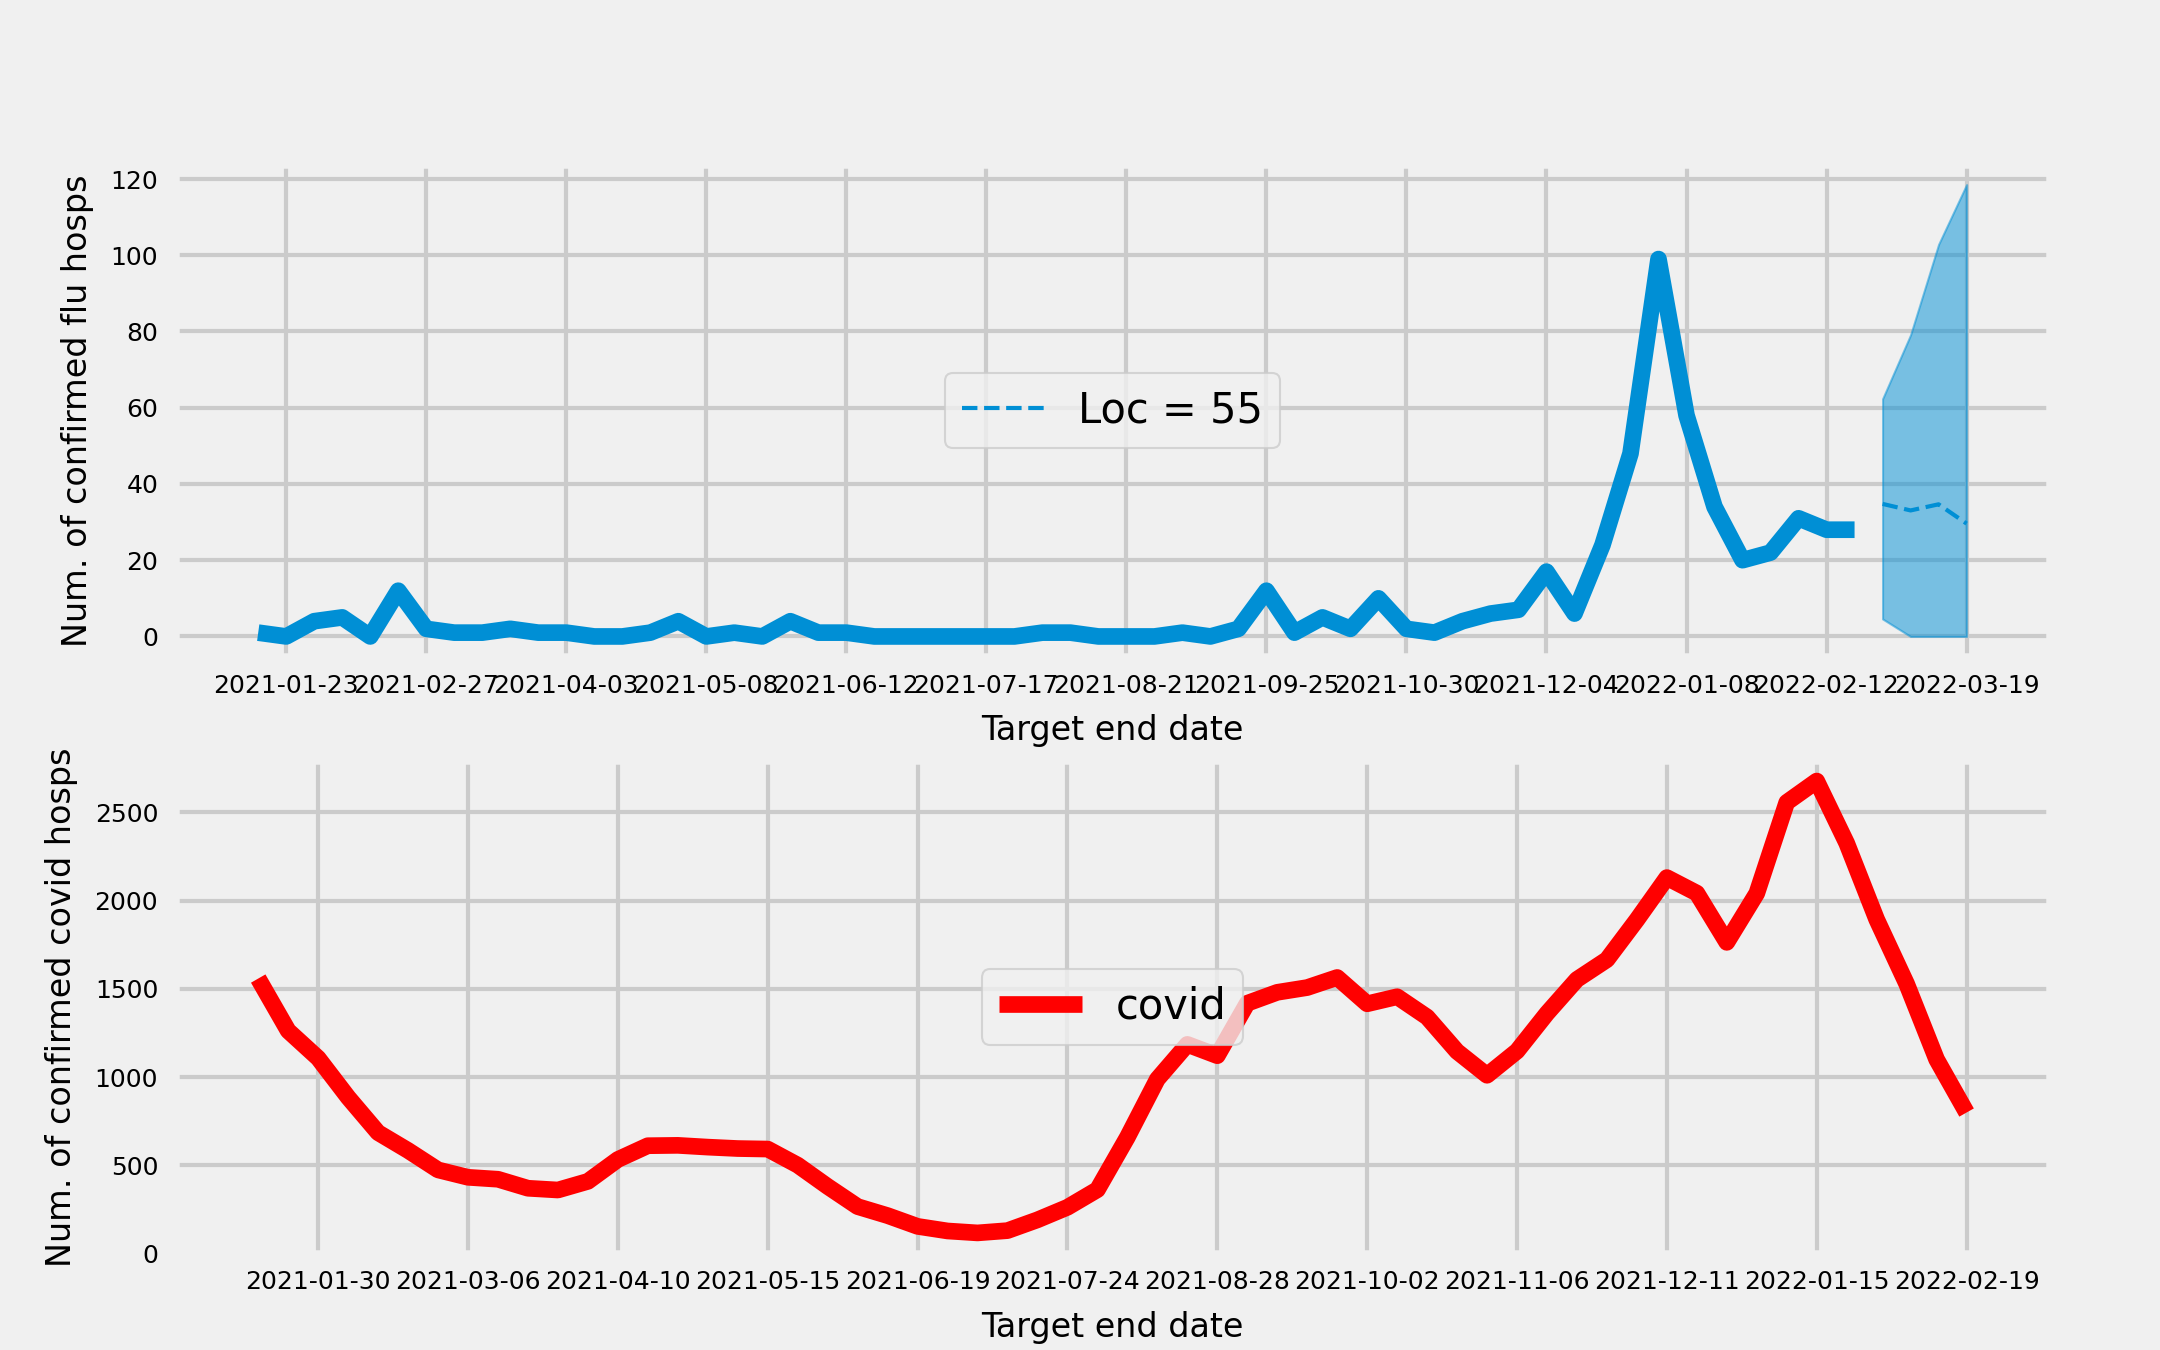 Num. of confirmed flu hosps
120
100
80
60
40
20
0
Loc = 55
2021-01-23 2021-02-27 2021-04-03 2021-05-08 2021-06-12 2021-07-17 2021-08-21 2021-09-25 2021-10-30 2021-12-04 2022-01-08 2022-02-12 2022-03-19
Target end date
Num. of confirmed covid hosps
2500
2000
1500
1000
500
0
covid
2021-01-30 2021-03-06 2021-04-10 2021-05-15 2021-06-19 2021-07-24 2021-08-28 2021-10-02 2021-11-06 2021-12-11 2022-01-15 2022-02-19
Target end date